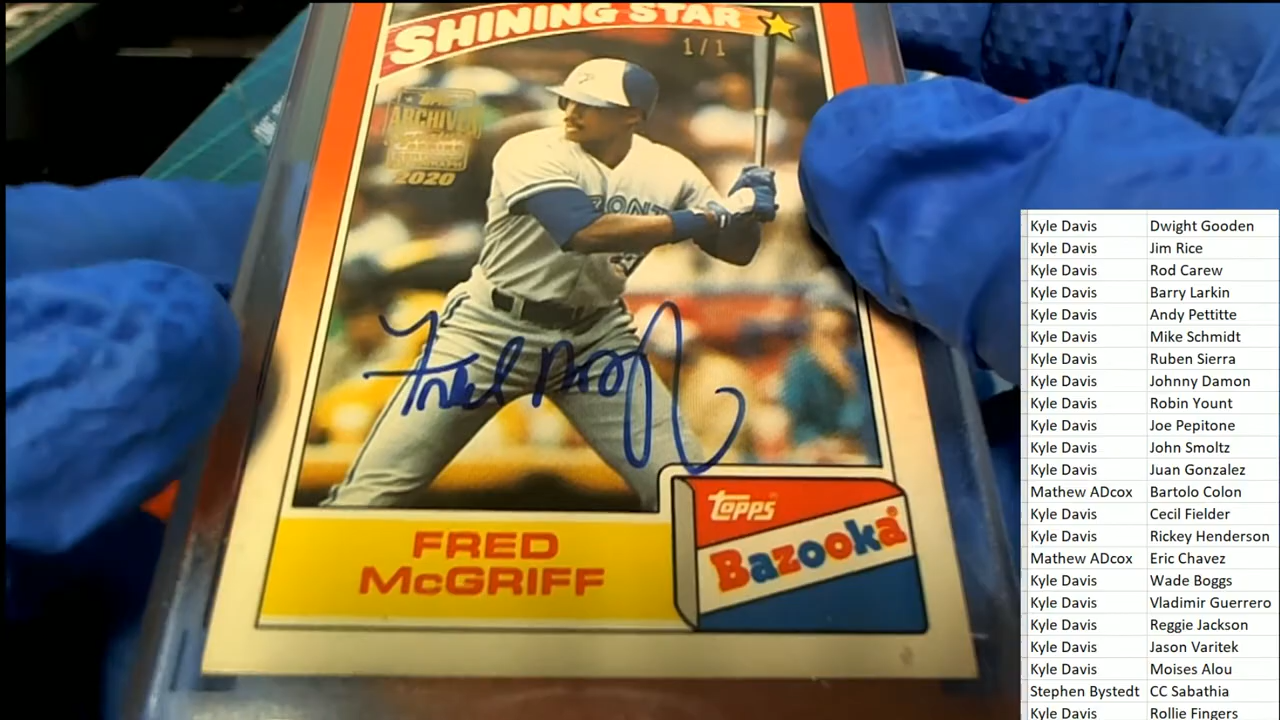 SHINING STAR
1/1
TOPPS
ARCHIVES
2020
TORONT
Fred McGriff
topps
Bazooka
FRED
McGRIFF
Kyle Davis Dwight Gooden
Kyle Davis Jim Rice
Kyle Davis Rod Carew
Kyle Davis Barry Larkin
Kyle Davis Andy Pettitte
Kyle Davis Mike Schmidt
Kyle Davis Ruben Sierra
Kyle Davis Johnny Damon
Kyle Davis Robin Yount
Kyle Davis Joe Pepitone
Kyle Davis John Smoltz
Kyle Davis Juan Gonzalez
Mathew ADcox Bartolo Colon
Kyle Davis Cecil Fielder
Kyle Davis Rickey Henderson
Mathew ADcox Eric Chavez
Kyle Davis Wade Boggs
Kyle Davis Vladimir Guerrero
Kyle Davis Reggie Jackson
Kyle Davis Jason Varitek
Kyle Davis Moises Alou
Stephen Bystedt CC Sabathia
Kyle Davis Rollie Fingers